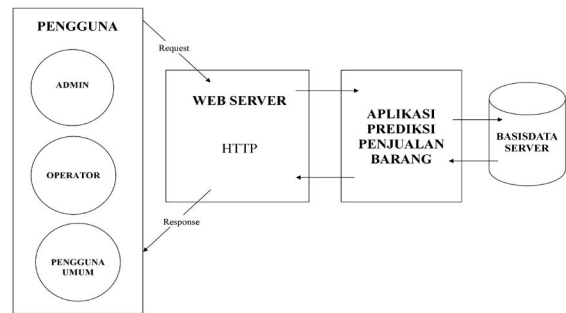 PENGGUNA
ADMIN
OPERATOR
PENGGUNA
UMUM
Request
Response
WEB SERVER
HTTP
APLIKASI
PREDIKSI
PENJUALAN
BARANG
BASISDATA
SERVER